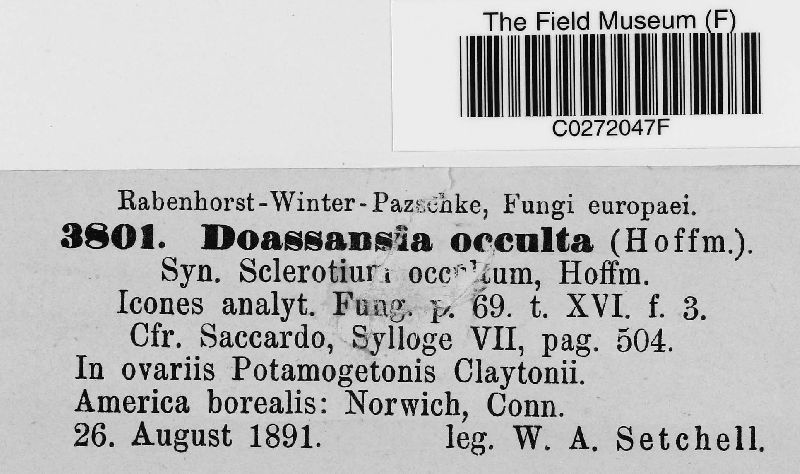 The Field Museum (F)
C0272047F
Rabenhorst-Winter-Pazschke, Fungi europaei.
3801. Doassansia occulta (Hoffm.).
Syn. Sclerotium occultum, Hoffm.
Icones analyt. Fung. p. 69. t. XVI. f. 3.
Cfr. Saccardo, Sylloge VII, pag. 504.
In ovariis Potamogetonis Claytonii.
America borealis: Norwich, Conn.
26. August 1891. leg. W. A. Setchell.